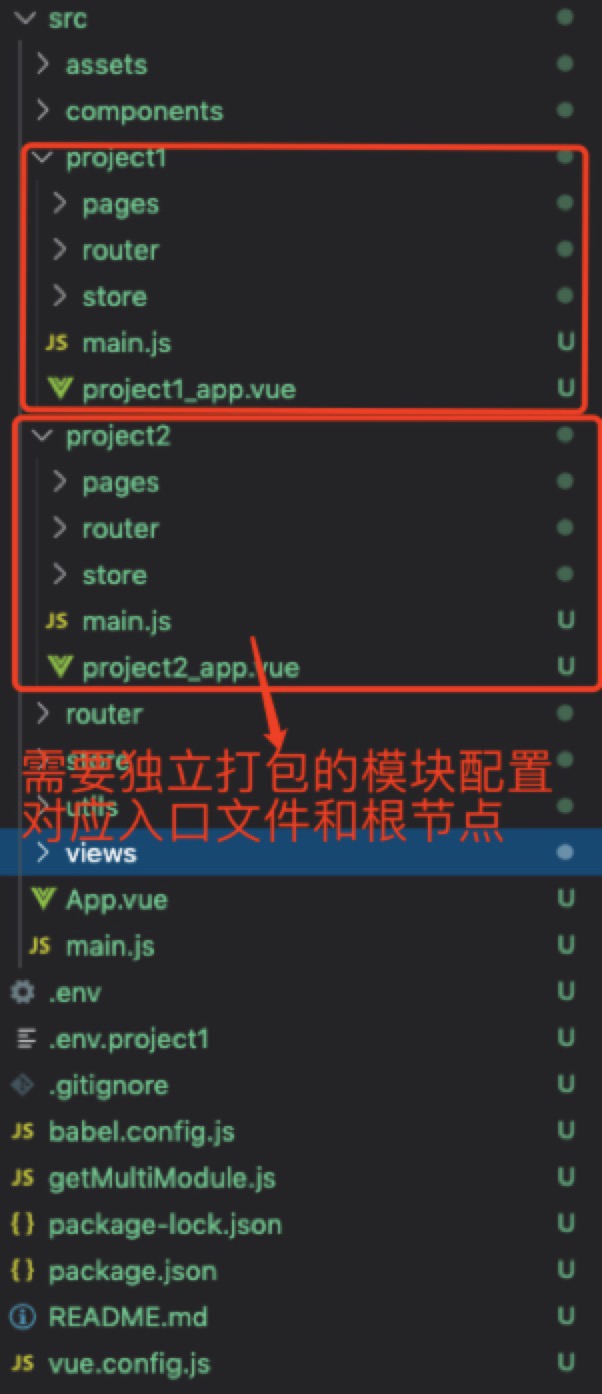 src
assets
components
project1
pages
router
store
JS main.js U
project1_app.vue U
project2
pages
router
store
JS main.js U
project2_app.vue U
router
store
需要独立打包的模块配置
utils
对应入口文件和根节点
views
App.vue U
JS main.js U
.env U
.env.project1 U
.gitignore U
JS babel.config.js U
JS getMultiModule.js U
{} package-lock.json U
{} package.json U
README.md U
JS vue.config.js U